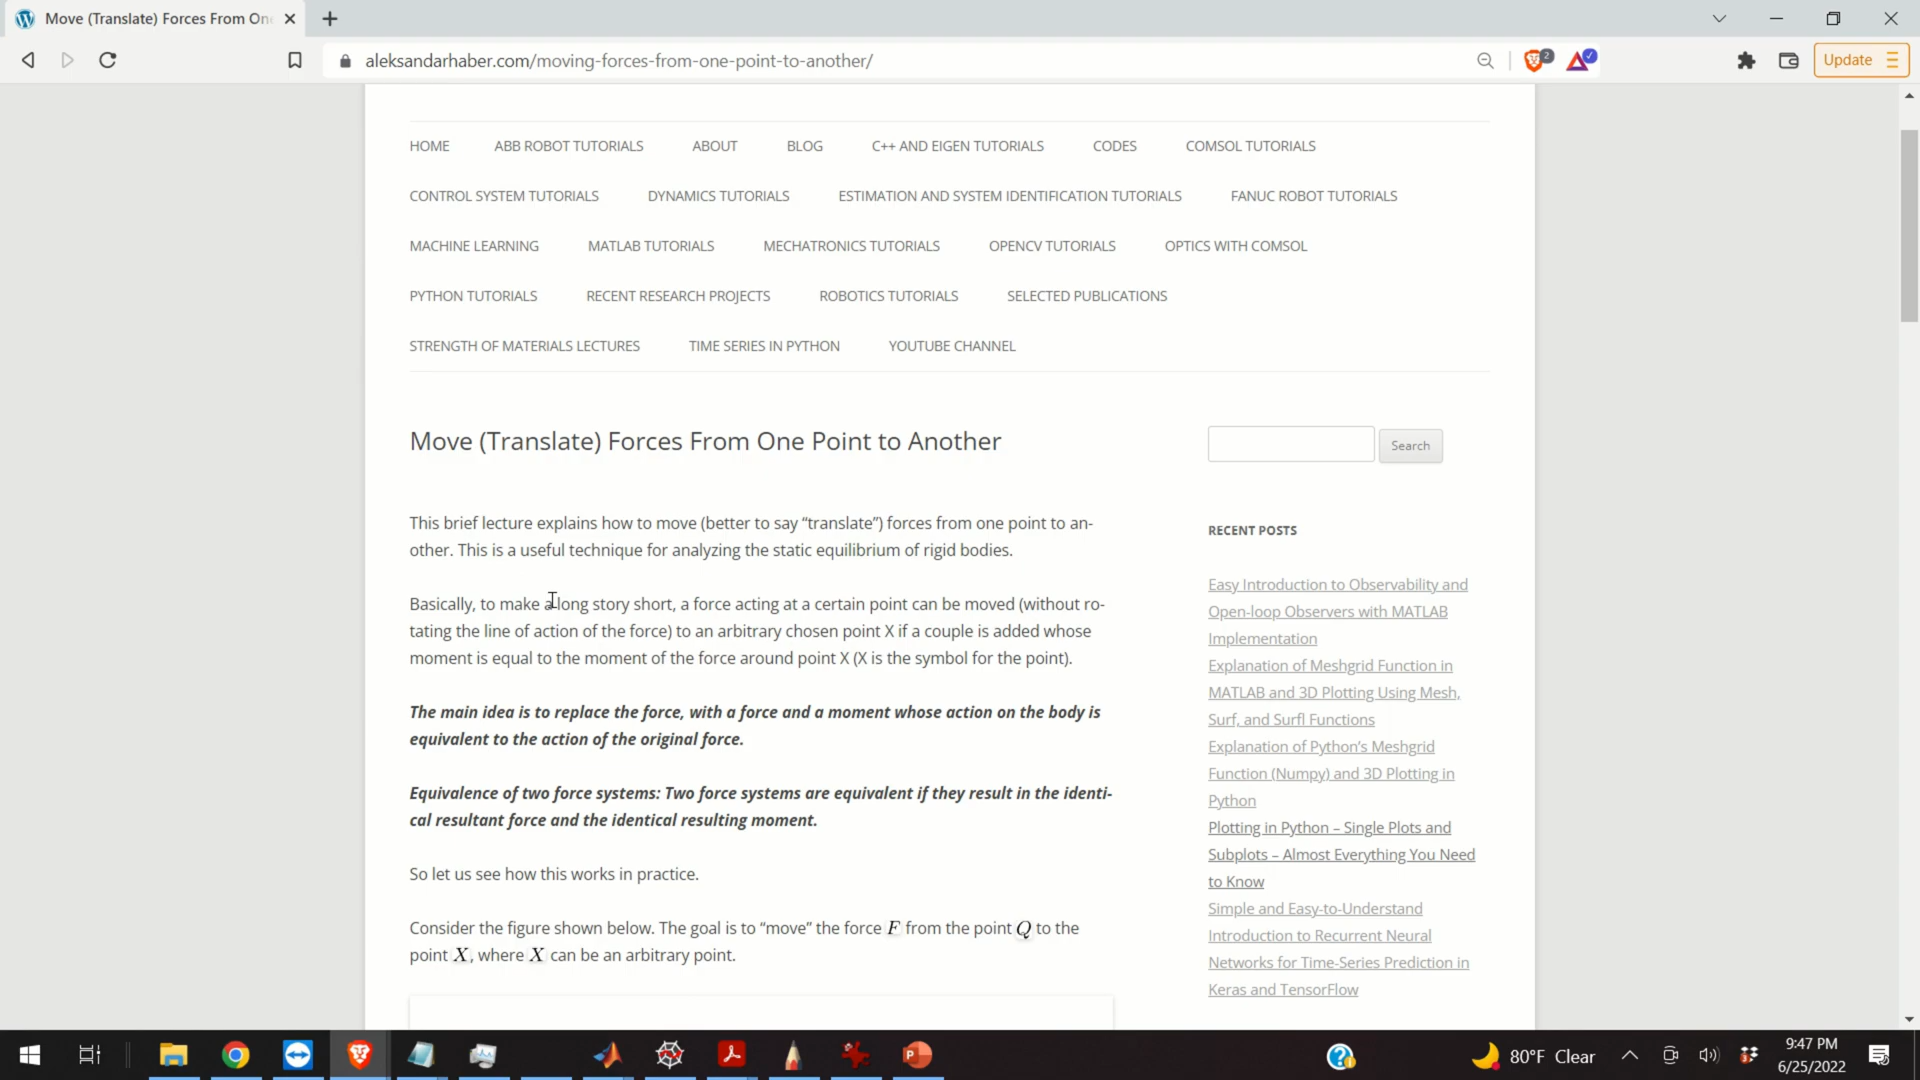 Move (Translate) Forces From One
aleksandarhaber.com/moving-forces-from-one-point-to-another/
2
Update
HOME ABB ROBOT TUTORIALS ABOUT BLOG C++ AND EIGEN TUTORIALS CODES COMSOL TUTORIALS
CONTROL SYSTEM TUTORIALS DYNAMICS TUTORIALS ESTIMATION AND SYSTEM IDENTIFICATION TUTORIALS FANUC ROBOT TUTORIALS
MACHINE LEARNING MATLAB TUTORIALS MECHATRONICS TUTORIALS OPENCV TUTORIALS OPTICS WITH COMSOL
PYTHON TUTORIALS RECENT RESEARCH PROJECTS ROBOTICS TUTORIALS SELECTED PUBLICATIONS
STRENGTH OF MATERIALS LECTURES TIME SERIES IN PYTHON YOUTUBE CHANNEL
Move (Translate) Forces From One Point to Another
This brief lecture explains how to move (better to say “translate”) forces from one point to an-
other. This is a useful technique for analyzing the static equilibrium of rigid bodies.
Basically, to make a long story short, a force acting at a certain point can be moved (without ro-
tating the line of action of the force) to an arbitrary chosen point X if a couple is added whose
moment is equal to the moment of the force around point X (X is the symbol for the point).
The main idea is to replace the force, with a force and a moment whose action on the body is
equivalent to the action of the original force.
Equivalence of two force systems: Two force systems are equivalent if they result in the identi-
cal resultant force and the identical resulting moment.
So let us see how this works in practice.
Consider the figure shown below. The goal is to “move” the force F from the point Q to the
point X, where X can be an arbitrary point.
Search
RECENT POSTS
Easy Introduction to Observability and
Open-loop Observers with MATLAB
Implementation
Explanation of Meshgrid Function in
MATLAB and 3D Plotting Using Mesh,
Surf, and Surfl Functions
Explanation of Python’s Meshgrid
Function (Numpy) and 3D Plotting in
Python
Plotting in Python – Single Plots and
Subplots – Almost Everything You Need
to Know
Simple and Easy-to-Understand
Introduction to Recurrent Neural
Networks for Time-Series Prediction in
Keras and TensorFlow
80°F Clear
9:47 PM
6/25/2022